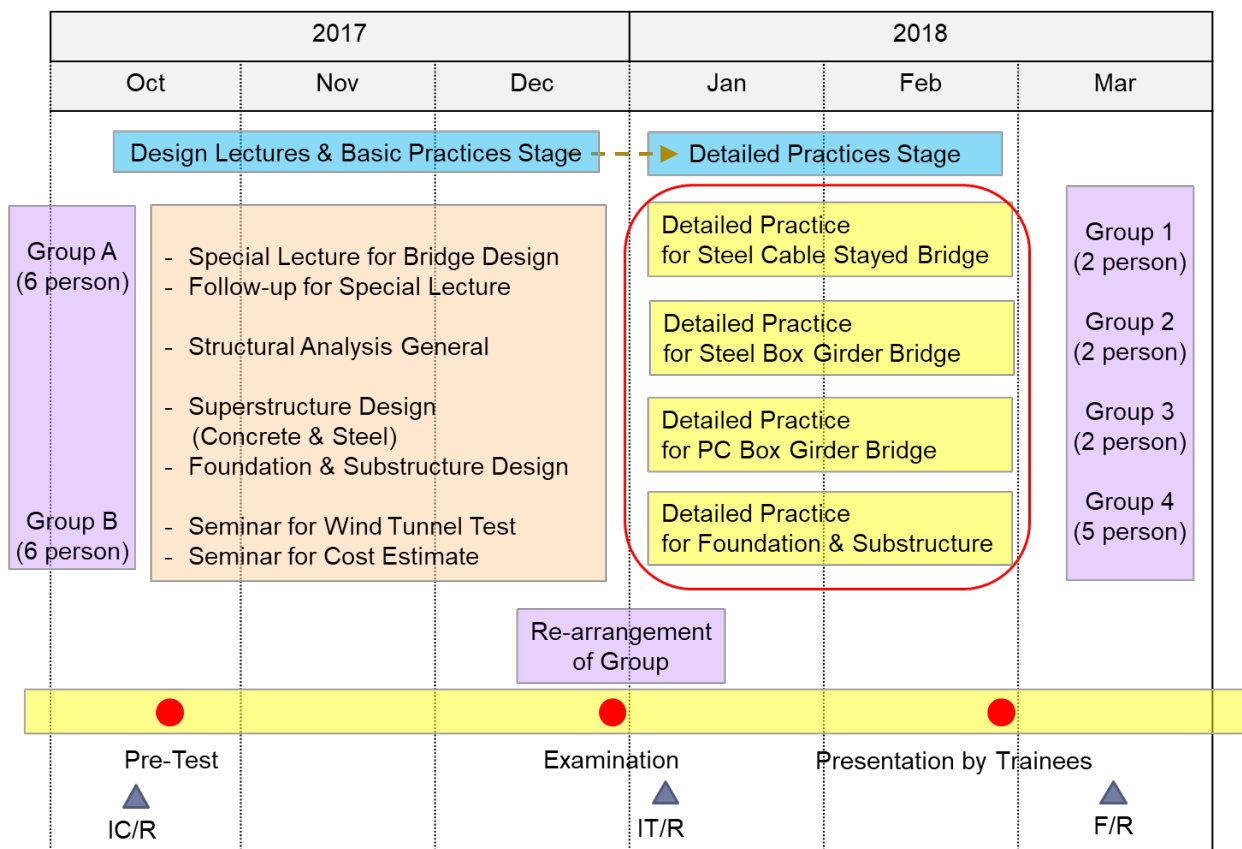 2017
2018
Oct
Nov
Dec
Jan
Feb
Mar
Design Lectures & Basic Practices Stage
Detailed Practices Stage
Group A
(6 person)
Group B
(6 person)
- Special Lecture for Bridge Design
- Follow-up for Special Lecture
- Structural Analysis General
- Superstructure Design
(Concrete & Steel)
- Foundation & Substructure Design
- Seminar for Wind Tunnel Test
- Seminar for Cost Estimate
Detailed Practice
for Steel Cable Stayed Bridge
Detailed Practice
for Steel Box Girder Bridge
Detailed Practice
for PC Box Girder Bridge
Detailed Practice
for Foundation & Substructure
Group 1
(2 person)
Group 2
(2 person)
Group 3
(2 person)
Group 4
(5 person)
Re-arrangement
of Group
Pre-Test
Examination
Presentation by Trainees
IC/R
IT/R
F/R